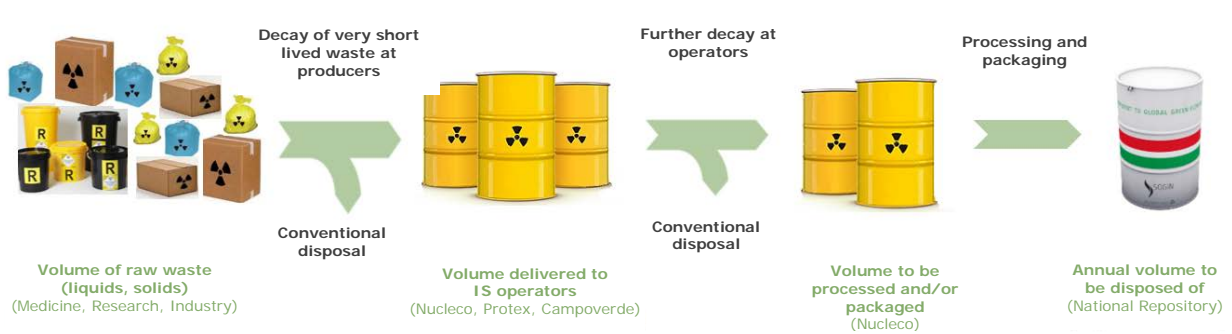 Decay of very short
lived waste at
producers
Further decay at
operators
Processing and
packaging
R
R
R
R
R
SOGIN
Conventional
disposal
Conventional
disposal
Volume of raw waste
(liquids, solids)
(Medicine, Research, Industry)
Volume delivered to
IS operators
(Nucleco, Protex, Campoverde)
Volume to be
processed and/or
packaged
(Nucleco)
Annual volume to
be disposed of
(National Repository)